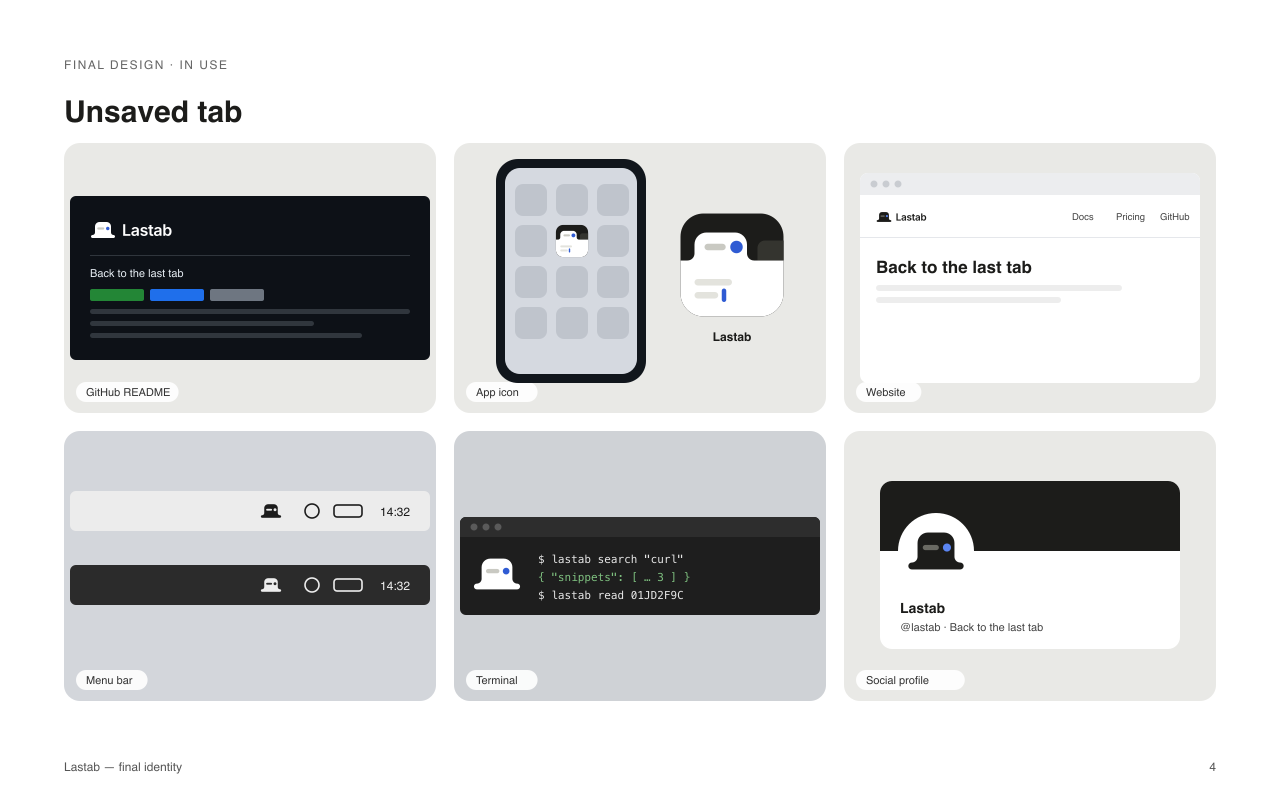 FINAL DESIGN · IN USE
Unsaved tab
Lastab
Back to the last tab
GitHub README
Lastab
App icon
Lastab
Docs
Pricing
GitHub
Back to the last tab
Website
14:32
14:32
Menu bar
$ lastab search "curl"
{ "snippets": [ … 3 ] }
$ lastab read 01JD2F9C
Terminal
Lastab
@lastab · Back to the last tab
Social profile
Lastab — final identity
4